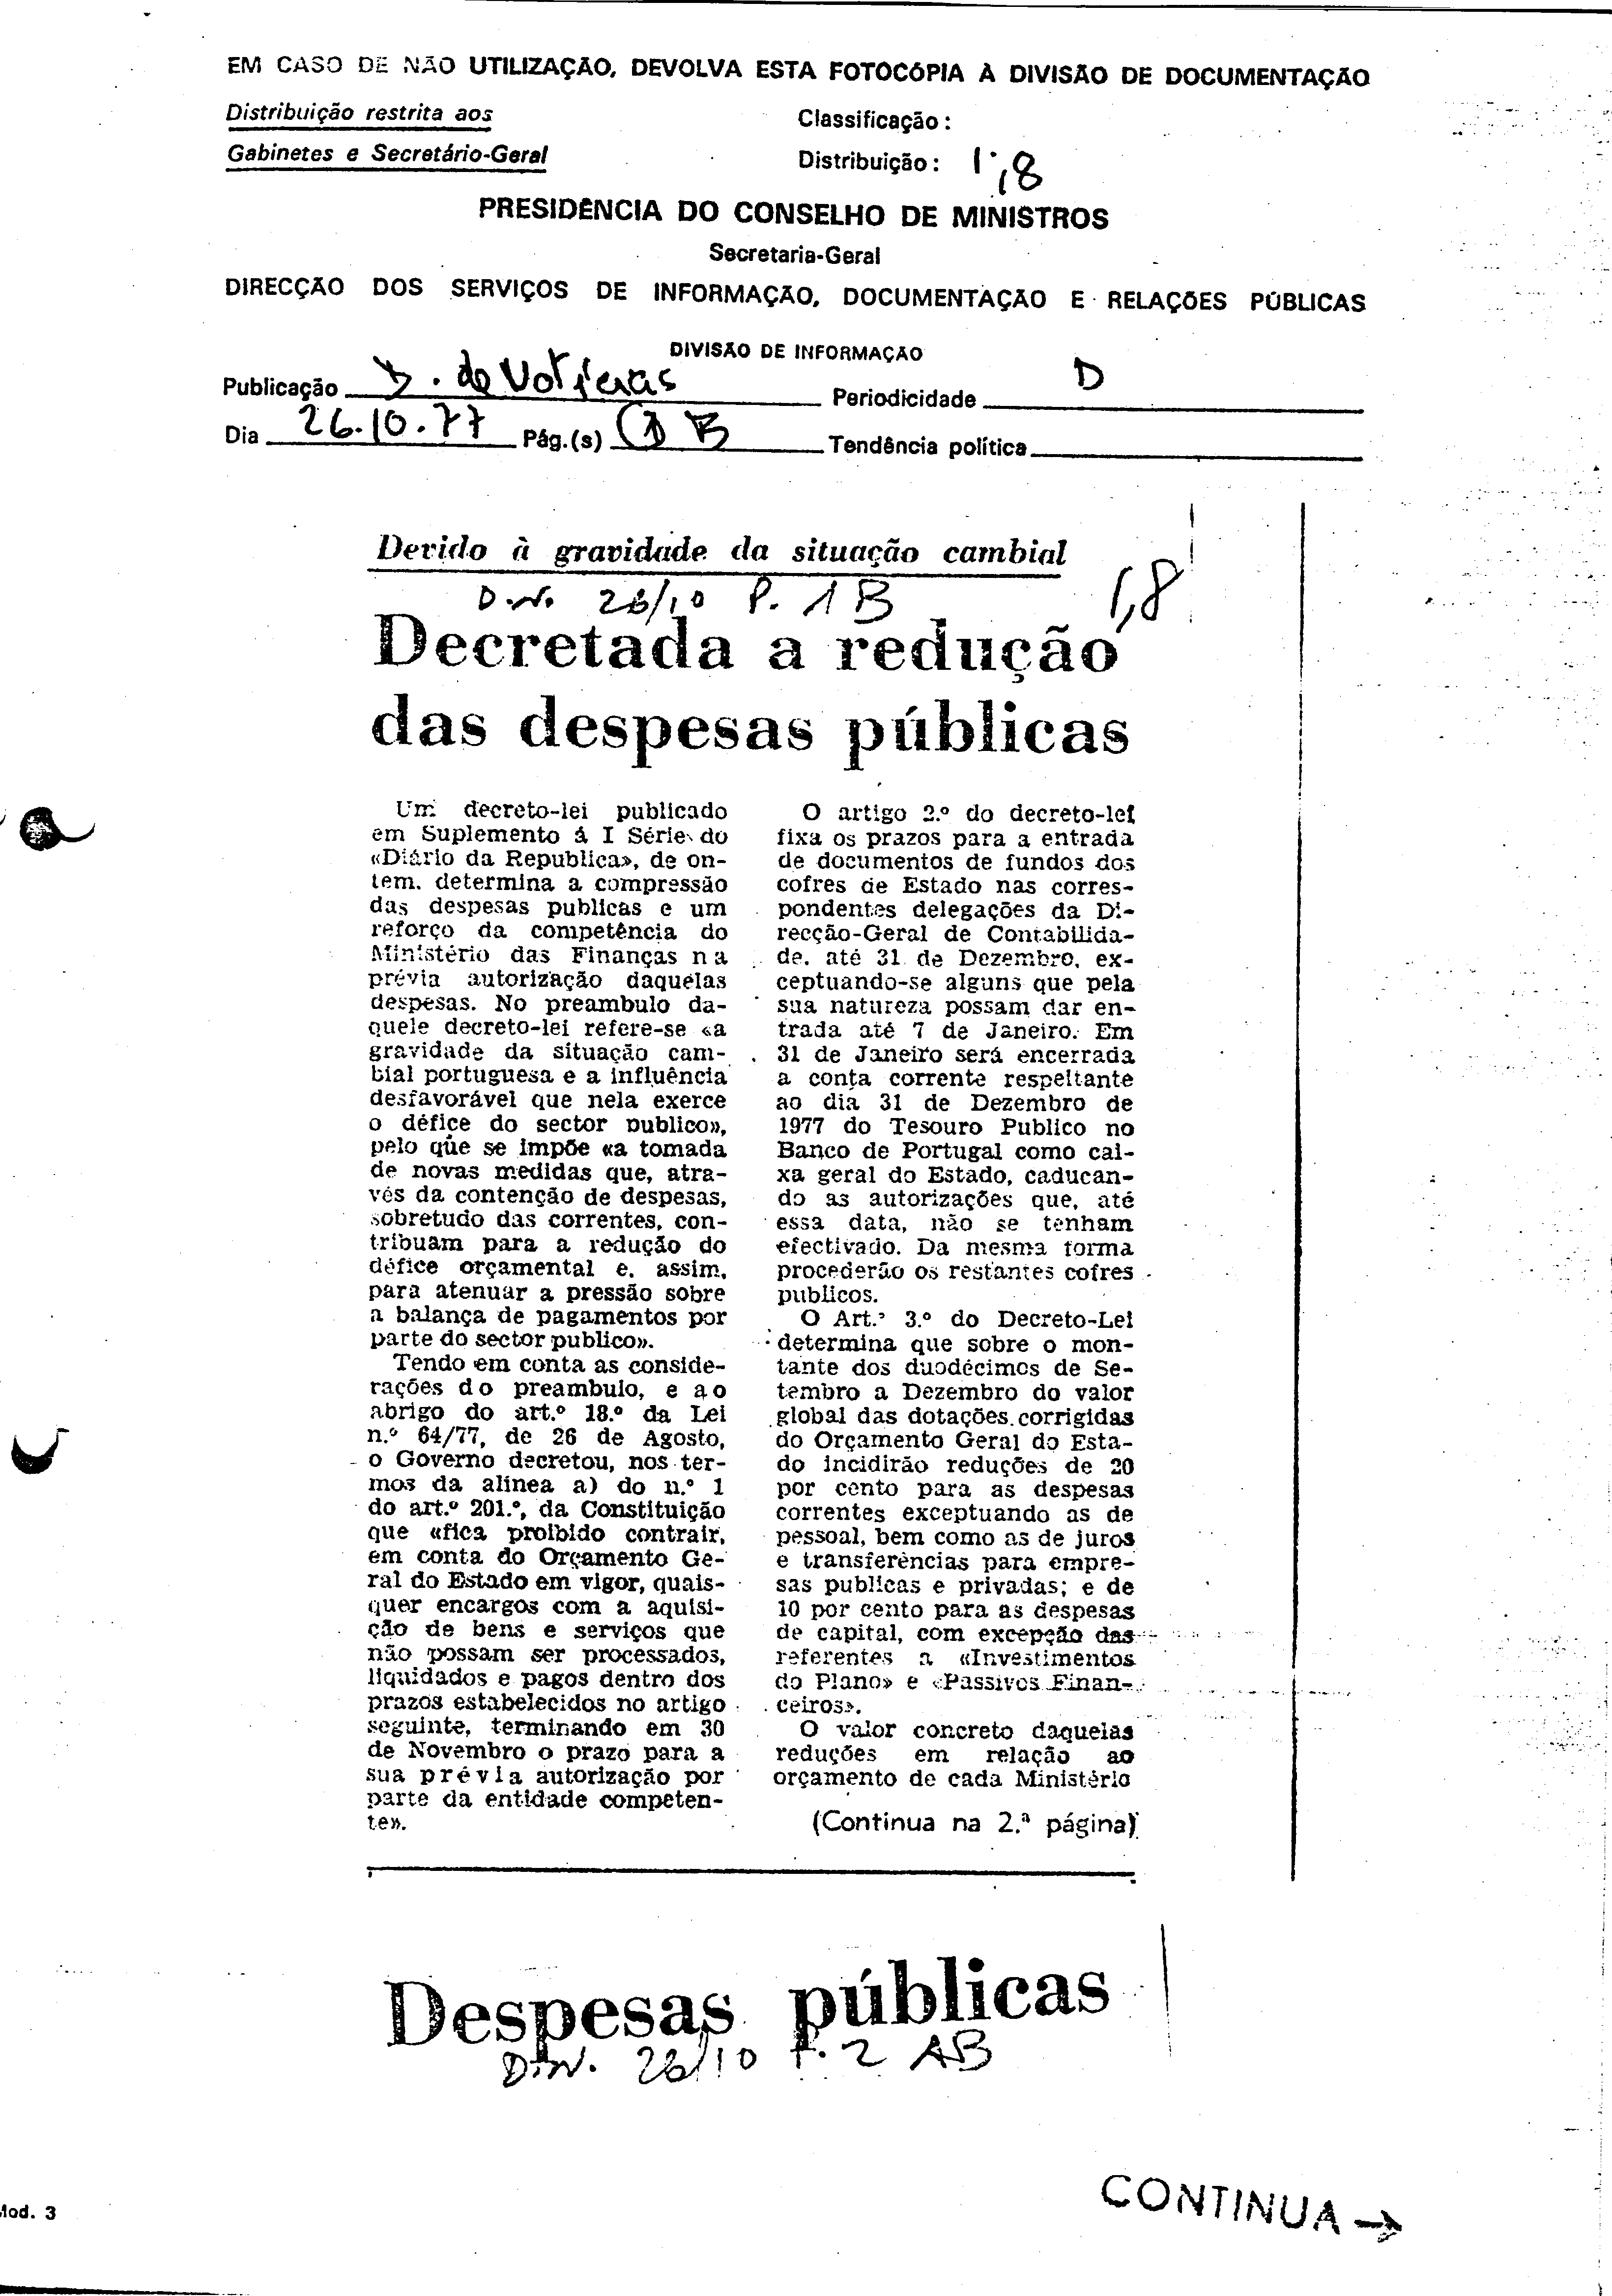 EM CASO DE NÃO UTILIZAÇÃO, DEVOLVA ESTA FOTOCÓPIA À DIVISÃO DE DOCUMENTAÇÃO
Distribuição restrita aos
Gabinetes e Secretário-Geral
Classificação:
Distribuição: 1,8
PRESIDÊNCIA DO CONSELHO DE MINISTROS
Secretaria-Geral
DIRECÇÃO DOS SERVIÇOS DE INFORMAÇÃO, DOCUMENTAÇÃO E RELAÇÕES PÚBLICAS
DIVISÃO DE INFORMAÇÃO
Publicação D. de Notícias Periodicidade D
Dia 26.10.77 Pág.(s) 1 B Tendência política
Devido à gravidade da situação cambial
D.N. 26/10 P. 1 B 1,8
Decretada a redução
das despesas públicas
Um decreto-lei publicado
em Suplemento á I Série do
«Diário da Republica», de on-
tem, determina a compressão
das despesas publicas e um
reforço da competência do
Ministério das Finanças na
prévia autorização daquelas
despesas. No preambulo da-
quele decreto-lei refere-se «a
gravidade da situação cam-
bial portuguesa e a influência
desfavorável que nela exerce
o défice do sector publico»,
pelo que se impõe «a tomada
de novas medidas que, atra-
vés da contenção de despesas,
sobretudo das correntes, con-
tribuam para a redução do
défice orçamental e, assim,
para atenuar a pressão sobre
a balança de pagamentos por
parte do sector publico».
Tendo em conta as conside-
rações do preambulo, e ao
abrigo do art.º 18.º da Lei
n.º 64/77, de 26 de Agosto,
o Governo decretou, nos ter-
mos da alínea a) do n.º 1
do art.º 201.º, da Constituição
que «fica proibido contrair,
em conta do Orçamento Ge-
ral do Estado em vigor, quais-
quer encargos com a aquisi-
ção de bens e serviços que
não possam ser processados,
liquidados e pagos dentro dos
prazos estabelecidos no artigo
seguinte, terminando em 30
de Novembro o prazo para a
sua prévia autorização por
parte da entidade competen-
te».
O artigo 2.º do decreto-lei
fixa os prazos para a entrada
de documentos de fundos dos
cofres de Estado nas corres-
pondentes delegações da Di-
recção-Geral de Contabilida-
de, até 31 de Dezembro, ex-
ceptuando-se alguns que pela
sua natureza possam dar en-
trada até 7 de Janeiro. Em
31 de Janeiro será encerrada
a conta corrente respeitante
ao dia 31 de Dezembro de
1977 do Tesouro Publico no
Banco de Portugal como cai-
xa geral do Estado, caducan-
do as autorizações que, até
essa data, não se tenham
efectivado. Da mesma forma
procederão os restantes cofres
publicos.
O Art.º 3.º do Decreto-Lei
determina que sobre o mon-
tante dos duodécimos de Se-
tembro a Dezembro do valor
global das dotações corrigidas
do Orçamento Geral do Esta-
do incidirão reduções de 20
por cento para as despesas
correntes exceptuando as de
pessoal, bem como as de juros
e transferências para empre-
sas publicas e privadas; e de
10 por cento para as despesas
de capital, com excepção das
referentes a «Investimentos
do Plano» e «Passivos Finan-
ceiros».
O valor concreto daquelas
reduções em relação ao
orçamento de cada Ministério
(Continua na 2.ª página)
Despesas públicas
D.N. 26/10 P. 2 AB
CONTINUA →
Mod. 3